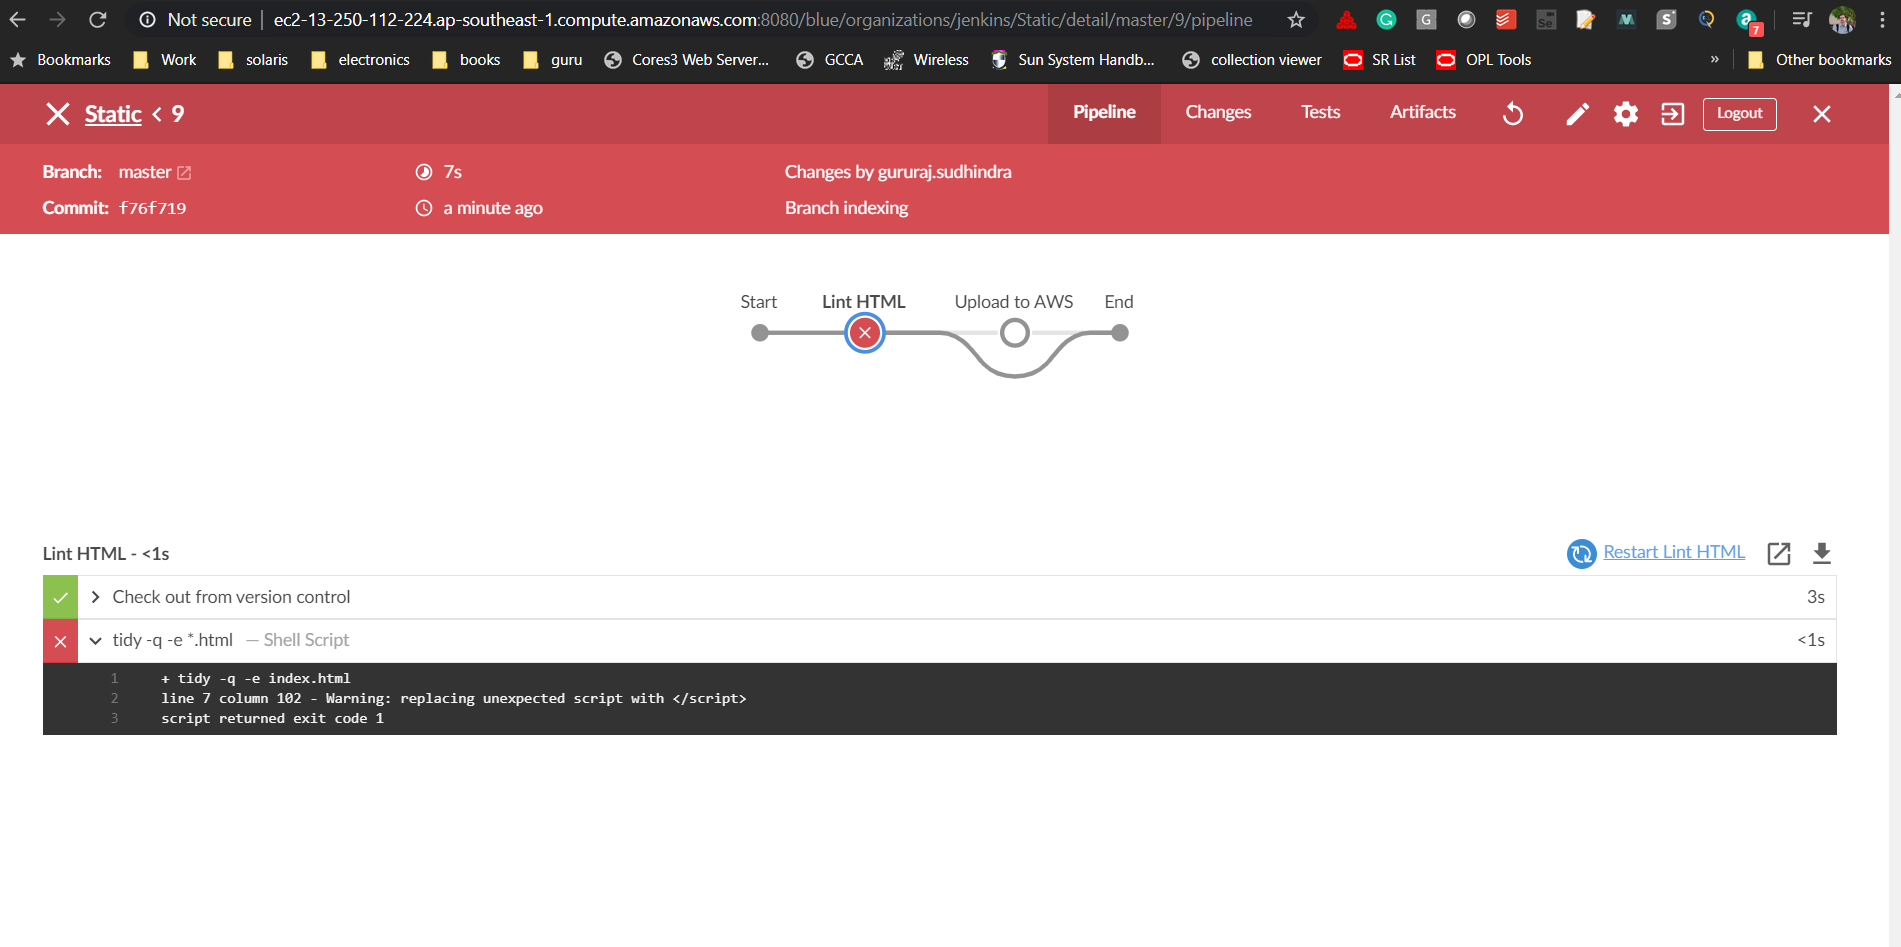 Not secure | ec2-13-250-112-224.ap-southeast-1.compute.amazonaws.com:8080/blue/organizations/jenkins/Static/detail/master/9/pipeline
7
Bookmarks Work solaris electronics books guru Cores3 Web Server... GCCA Wireless Sun System Handb... collection viewer SR List OPL Tools » Other bookmarks
Static < 9 Pipeline Changes Tests Artifacts Logout
Branch: master 7s Changes by gururaj.sudhindra
Commit: f76f719 a minute ago Branch indexing
Start Lint HTML Upload to AWS End
Lint HTML - <1s Restart Lint HTML
Check out from version control 3s
tidy -q -e *.html — Shell Script <1s
1 + tidy -q -e index.html
2 line 7 column 102 - Warning: replacing unexpected script with </script>
3 script returned exit code 1